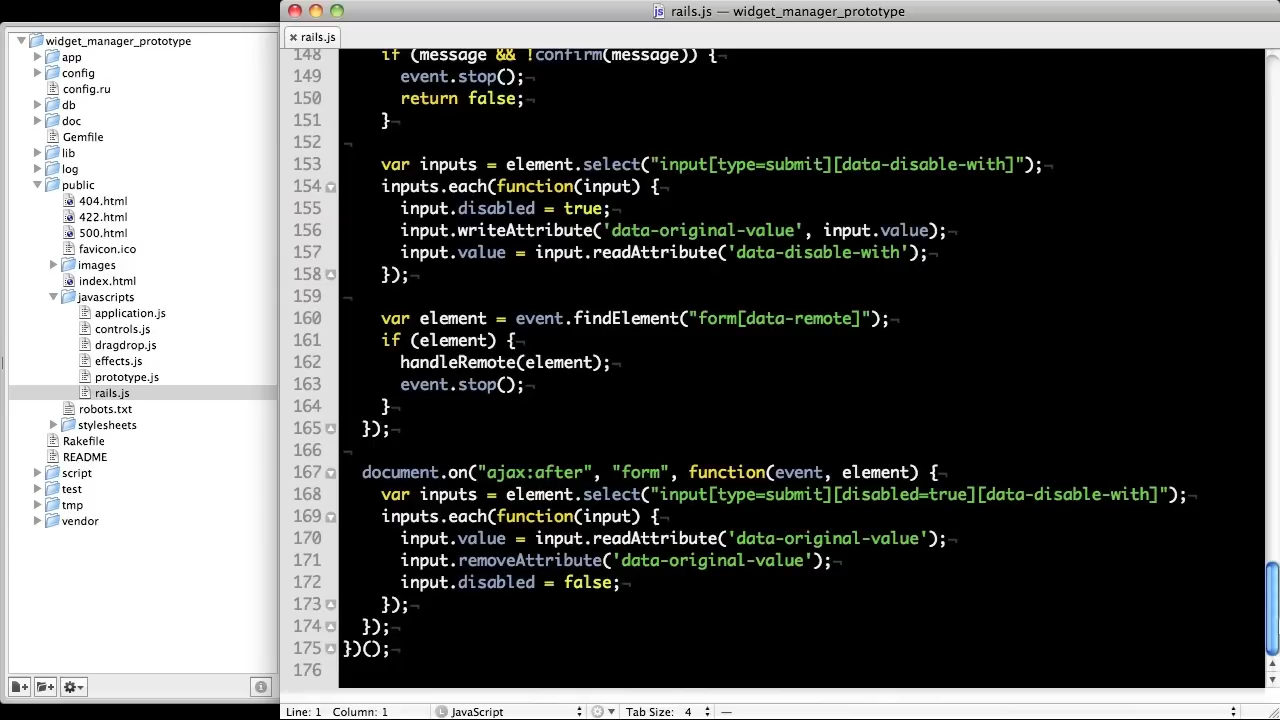 rails.js — widget_manager_prototype
rails.js
widget_manager_prototype
app
config
config.ru
db
doc
Gemfile
lib
log
public
404.html
422.html
500.html
favicon.ico
images
index.html
javascripts
application.js
controls.js
dragdrop.js
effects.js
prototype.js
rails.js
robots.txt
stylesheets
Rakefile
README
script
test
tmp
vendor
148 if (message && !confirm(message)) {¬
149 event.stop();¬
150 return false;¬
151 }¬
152 ¬
153 var inputs = element.select("input[type=submit][data-disable-with]");¬
154 inputs.each(function(input) {¬
155 input.disabled = true;¬
156 input.writeAttribute('data-original-value', input.value);¬
157 input.value = input.readAttribute('data-disable-with');¬
158 });¬
159 ¬
160 var element = event.findElement("form[data-remote]");¬
161 if (element) {¬
162 handleRemote(element);¬
163 event.stop();¬
164 }¬
165 });¬
166 ¬
167 document.on("ajax:after", "form", function(event, element) {¬
168 var inputs = element.select("input[type=submit][disabled=true][data-disable-with]");¬
169 inputs.each(function(input) {¬
170 input.value = input.readAttribute('data-original-value');¬
171 input.removeAttribute('data-original-value');¬
172 input.disabled = false;¬
173 });¬
174 });¬
175 })();¬
176
Line: 1 Column: 1 L JavaScript Tab Size: 4 —